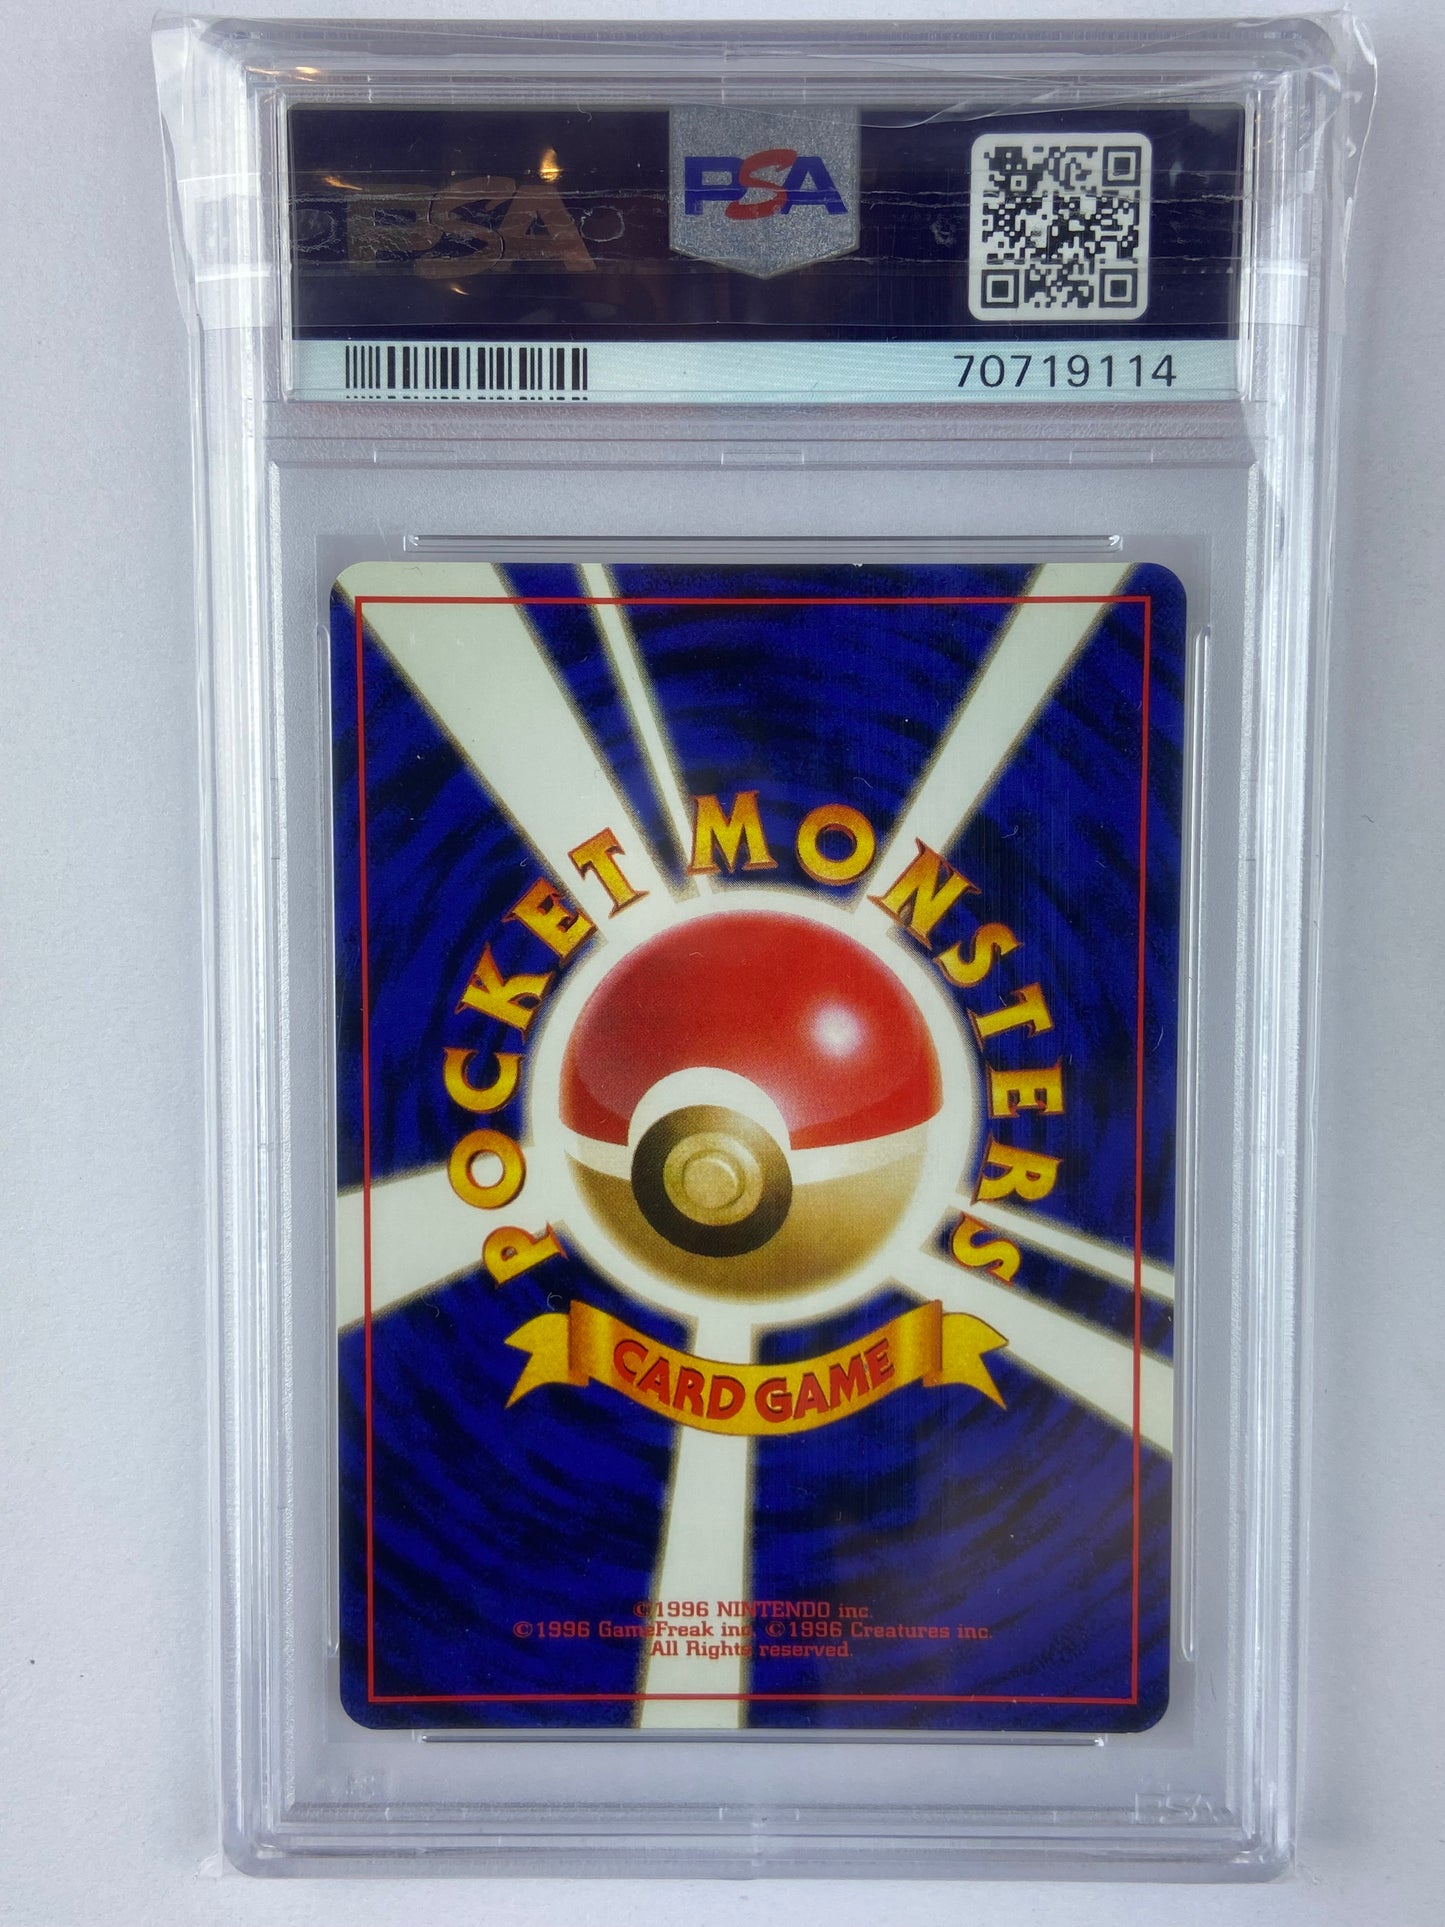 PSA
PSA
70719114
POCKET MONSTERS
CARD GAME
©1996 NINTENDO inc.
©1996 GameFreak inc. ©1996 Creatures inc.
All Rights reserved.
PSA